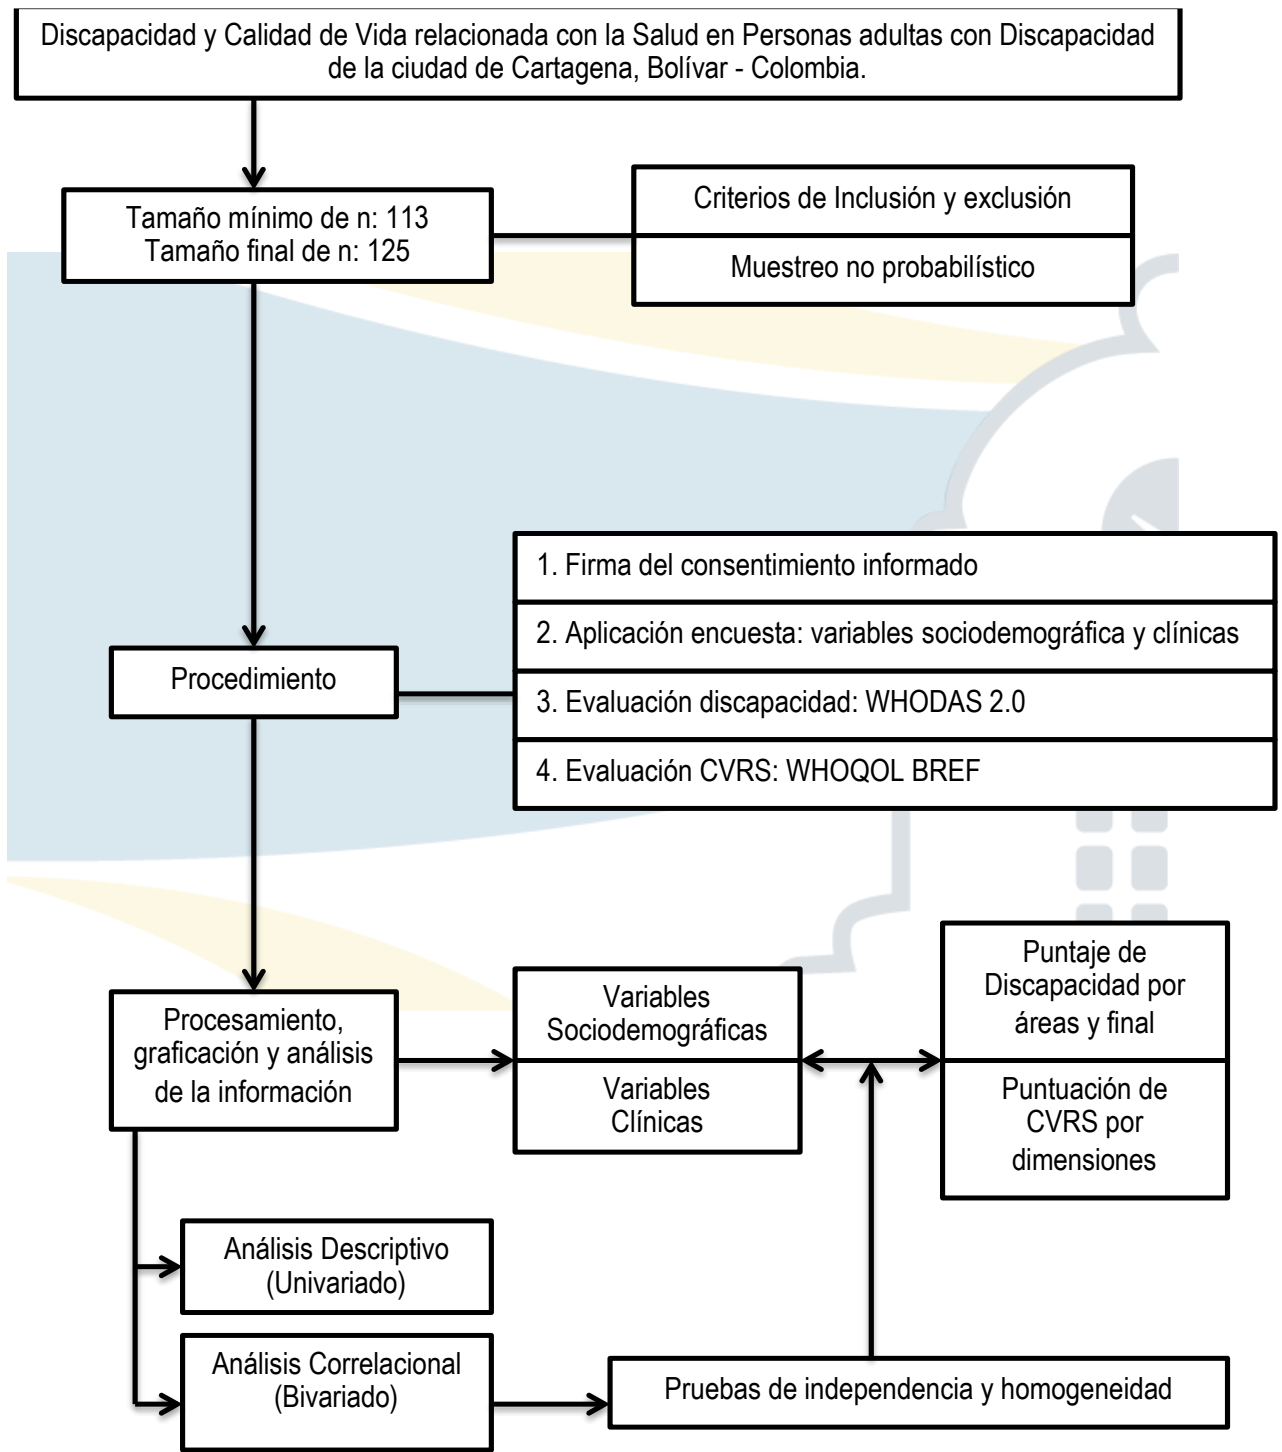 Discapacidad y Calidad de Vida relacionada con la Salud en Personas adultas con Discapacidad
de la ciudad de Cartagena, Bolívar - Colombia.
Tamaño mínimo de n: 113
Tamaño final de n: 125
Criterios de Inclusión y exclusión
Muestreo no probabilístico
Procedimiento
1. Firma del consentimiento informado
2. Aplicación encuesta: variables sociodemográfica y clínicas
3. Evaluación discapacidad: WHODAS 2.0
4. Evaluación CVRS: WHOQOL BREF
Procesamiento,
graficación y análisis
de la información
Variables
Sociodemográficas
Variables
Clínicas
Puntaje de
Discapacidad por
áreas y final
Puntuación de
CVRS por
dimensiones
Análisis Descriptivo
(Univariado)
Análisis Correlacional
(Bivariado)
Pruebas de independencia y homogeneidad